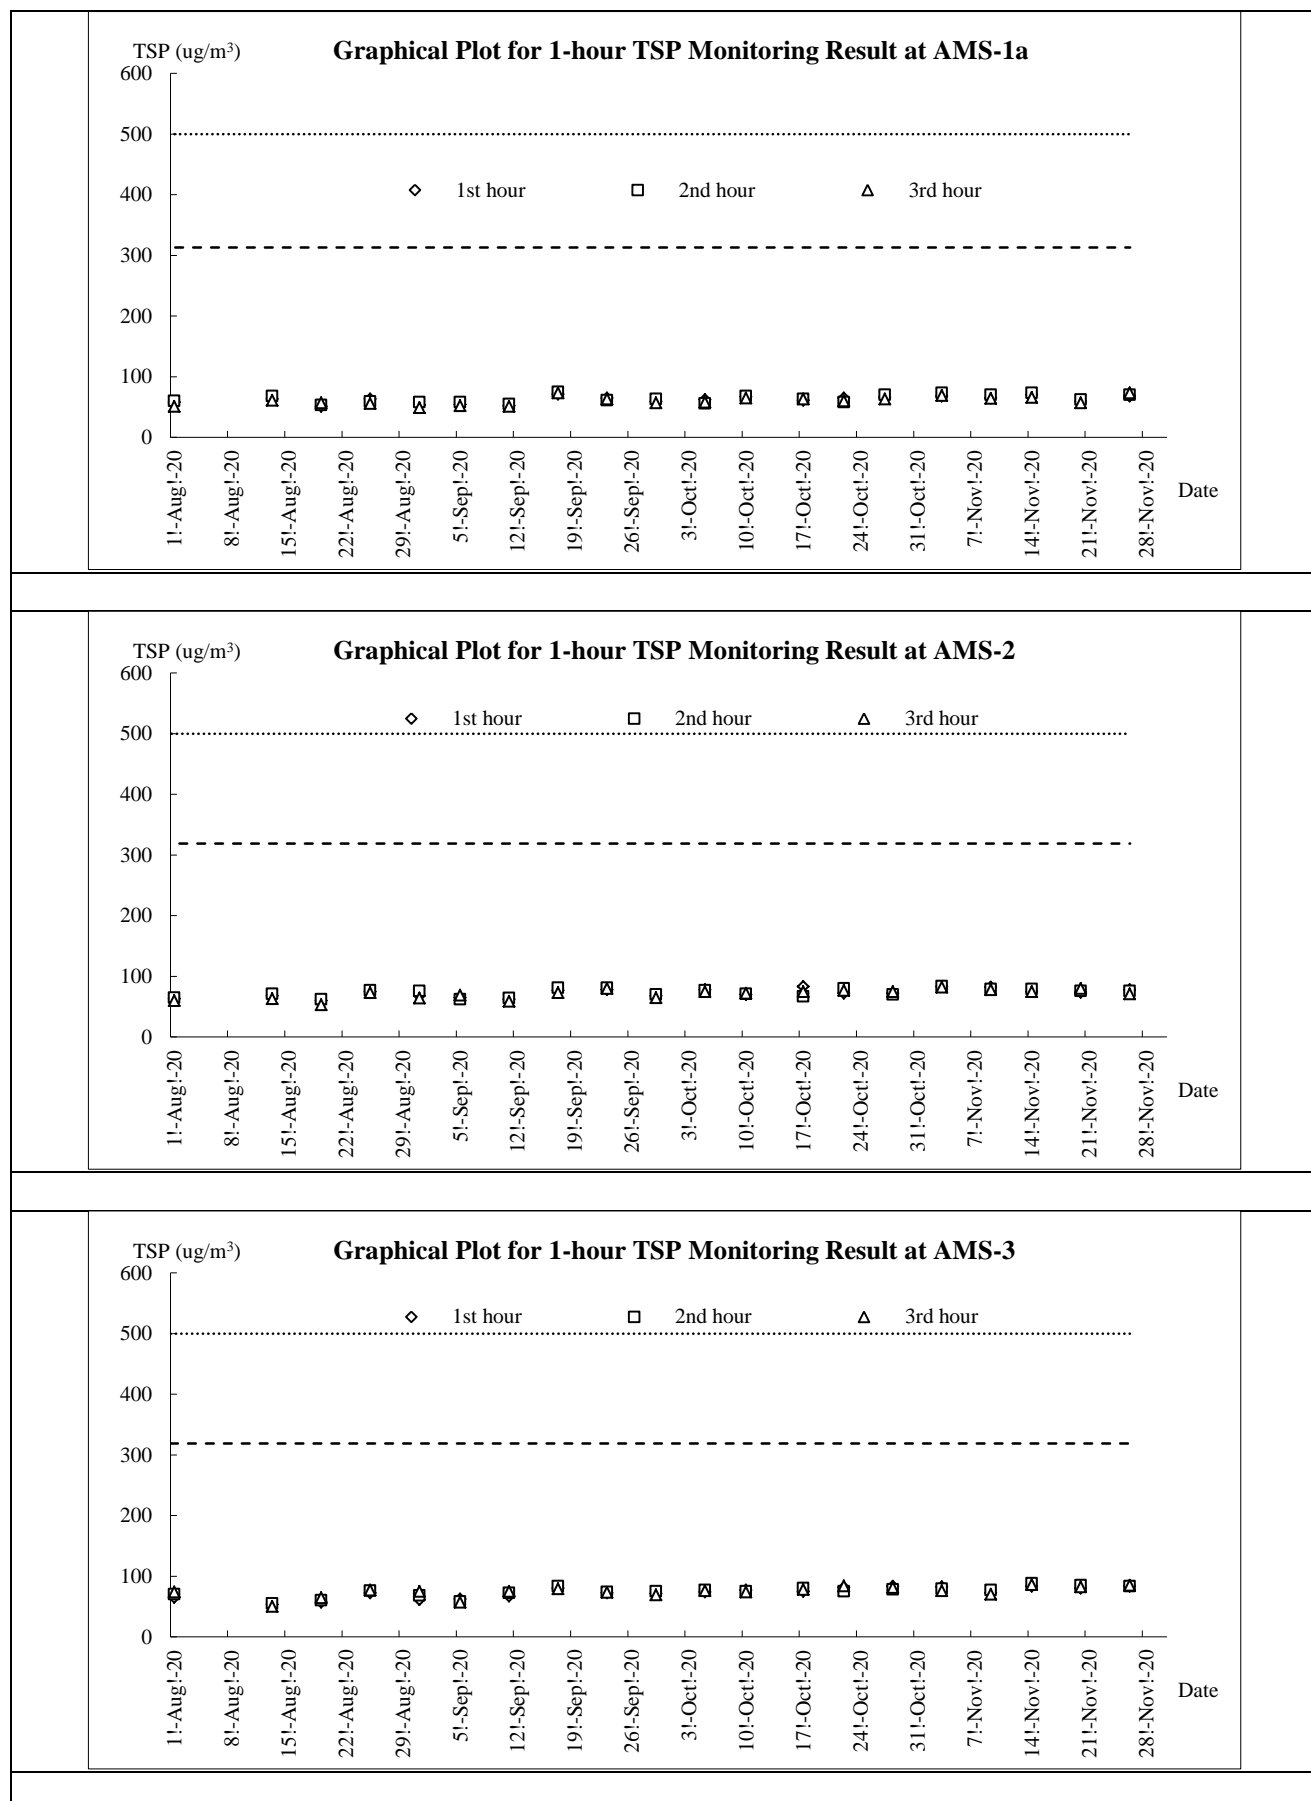 TSP (ug/m³) Graphical Plot for 1-hour TSP Monitoring Result at AMS-1a
600
500
1st hour 2nd hour 3rd hour
400
300
200
100
0
1!-Aug!-20 8!-Aug!-20 15!-Aug!-20 22!-Aug!-20 29!-Aug!-20 5!-Sep!-20 12!-Sep!-20 19!-Sep!-20 26!-Sep!-20 3!-Oct!-20 10!-Oct!-20 17!-Oct!-20 24!-Oct!-20 31!-Oct!-20 7!-Nov!-20 14!-Nov!-20 21!-Nov!-20 28!-Nov!-20 Date
TSP (ug/m³) Graphical Plot for 1-hour TSP Monitoring Result at AMS-2
600
1st hour 2nd hour 3rd hour
500
400
300
200
100
0
1!-Aug!-20 8!-Aug!-20 15!-Aug!-20 22!-Aug!-20 29!-Aug!-20 5!-Sep!-20 12!-Sep!-20 19!-Sep!-20 26!-Sep!-20 3!-Oct!-20 10!-Oct!-20 17!-Oct!-20 24!-Oct!-20 31!-Oct!-20 7!-Nov!-20 14!-Nov!-20 21!-Nov!-20 28!-Nov!-20 Date
TSP (ug/m³) Graphical Plot for 1-hour TSP Monitoring Result at AMS-3
600
1st hour 2nd hour 3rd hour
500
400
300
200
100
0
1!-Aug!-20 8!-Aug!-20 15!-Aug!-20 22!-Aug!-20 29!-Aug!-20 5!-Sep!-20 12!-Sep!-20 19!-Sep!-20 26!-Sep!-20 3!-Oct!-20 10!-Oct!-20 17!-Oct!-20 24!-Oct!-20 31!-Oct!-20 7!-Nov!-20 14!-Nov!-20 21!-Nov!-20 28!-Nov!-20 Date